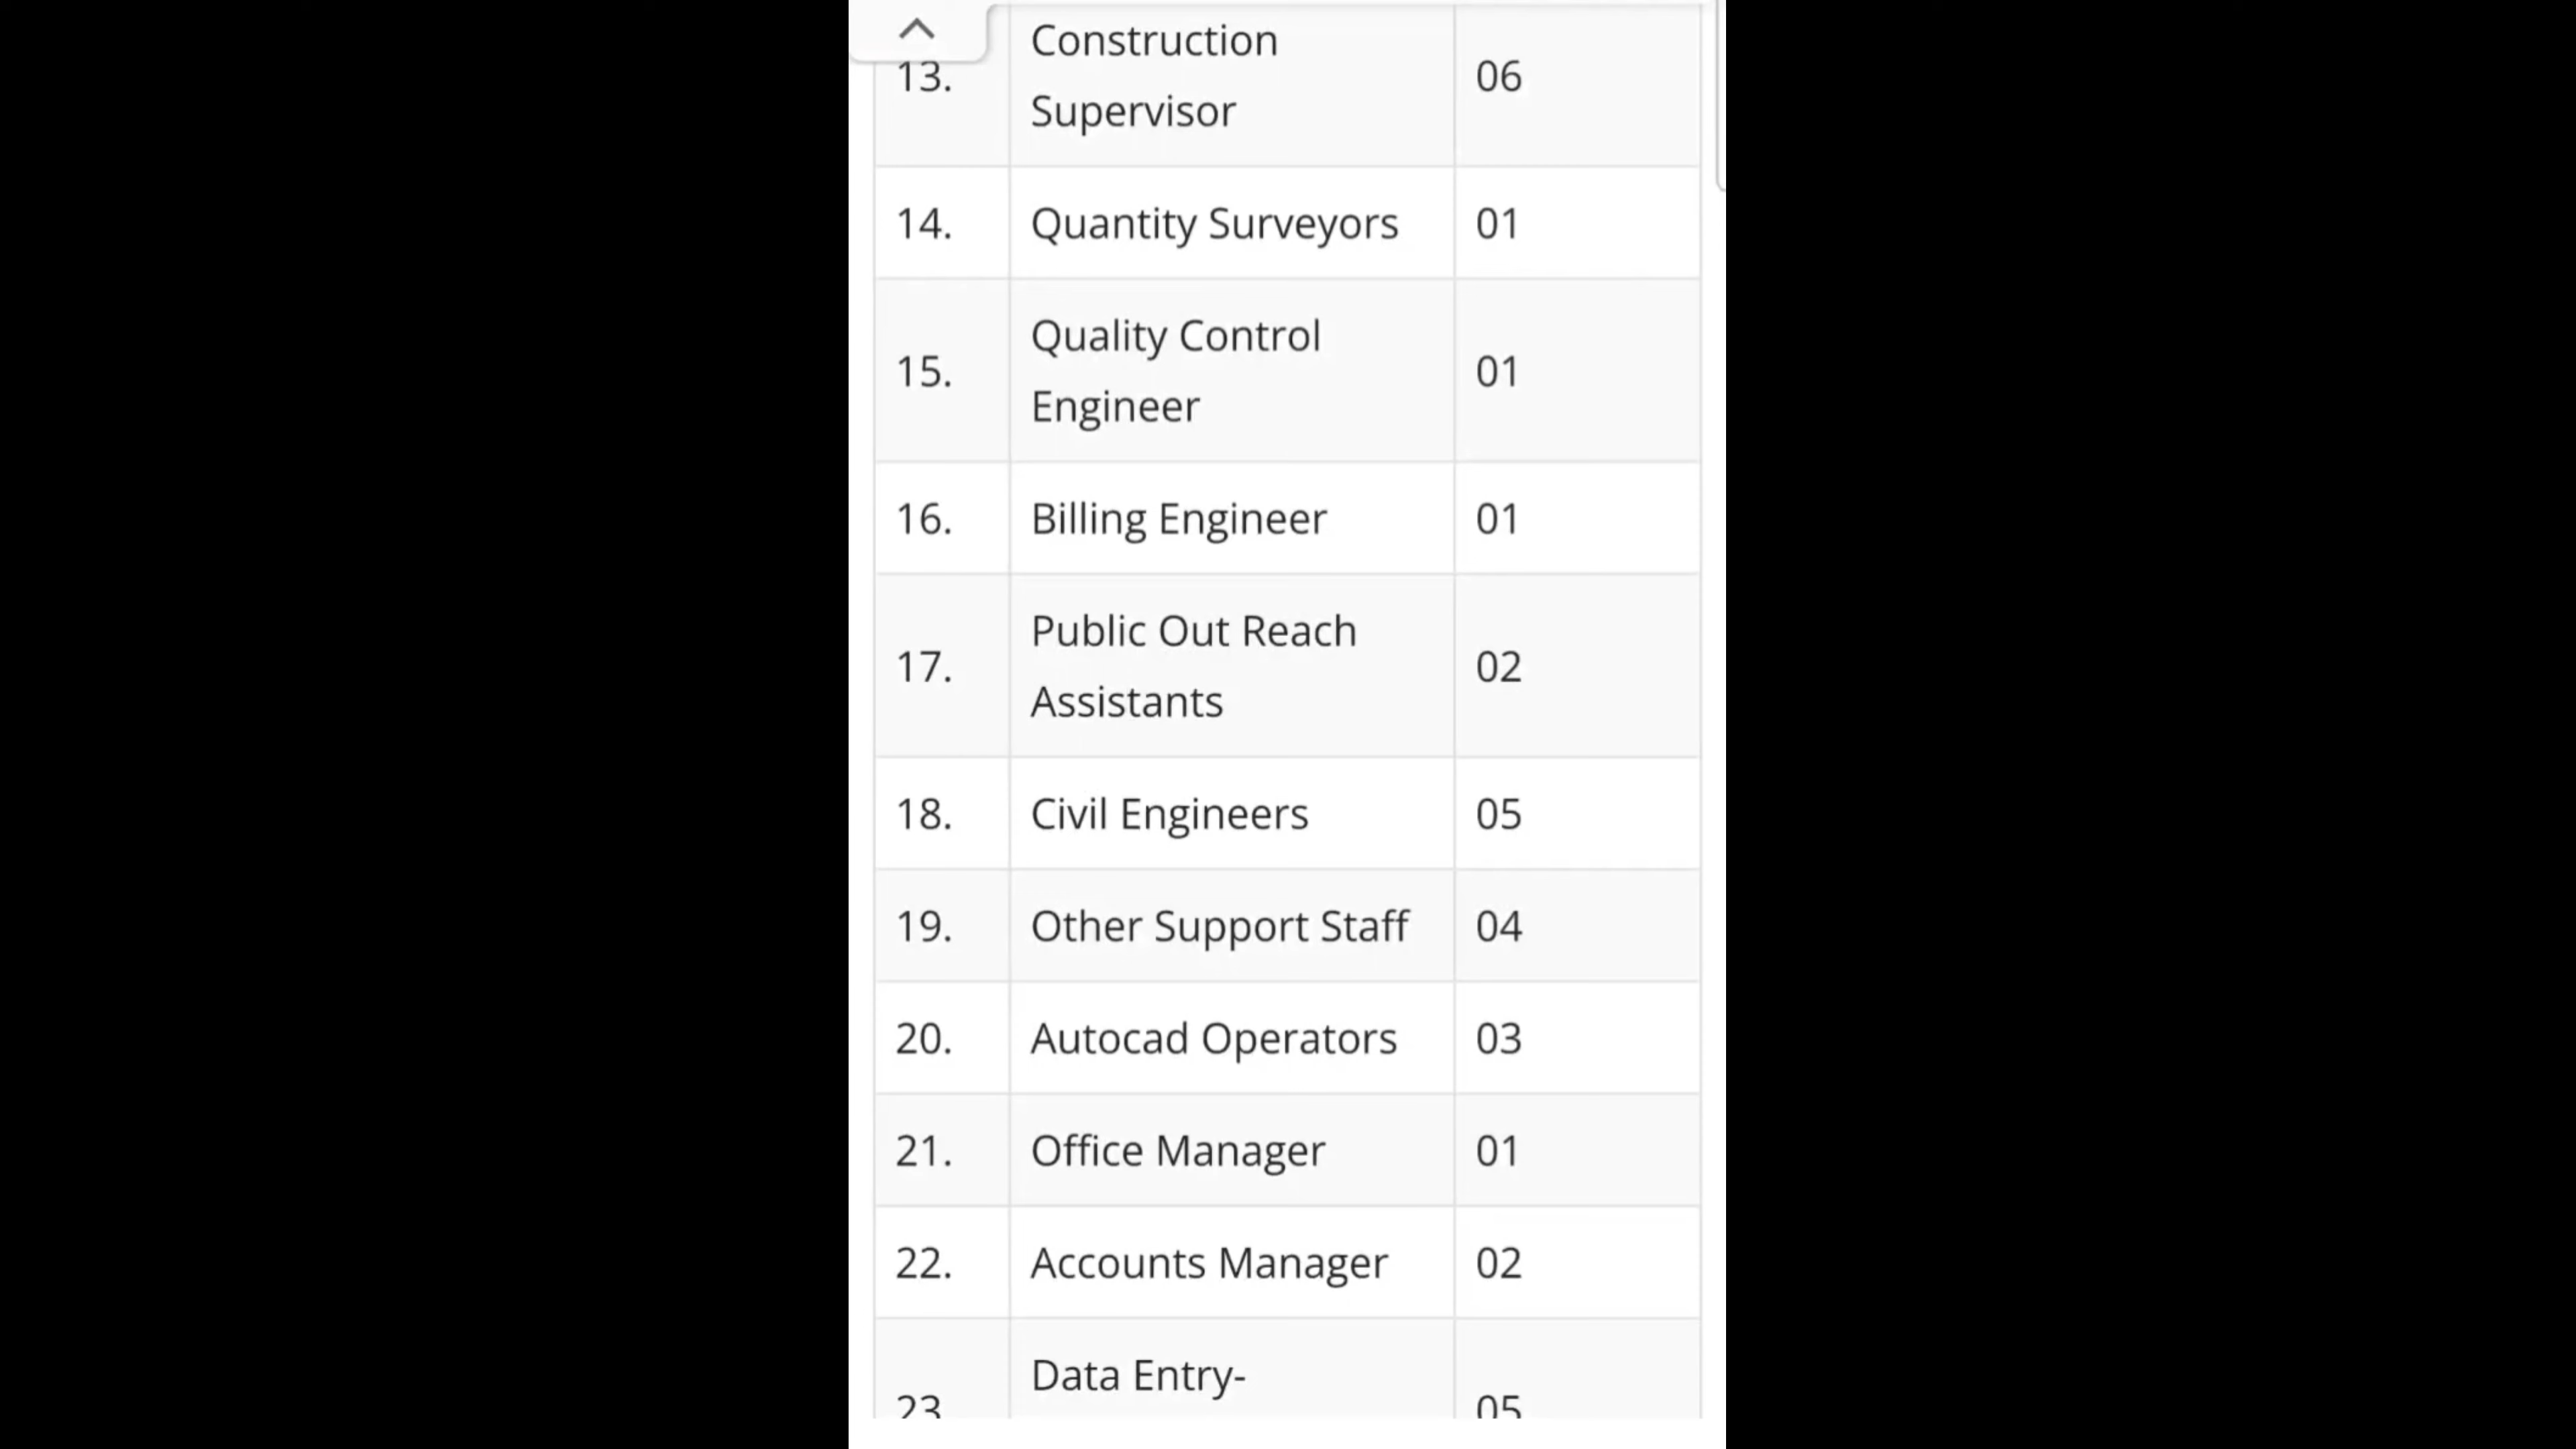 13. Construction Supervisor 06
14. Quantity Surveyors 01
15. Quality Control Engineer 01
16. Billing Engineer 01
17. Public Out Reach Assistants 02
18. Civil Engineers 05
19. Other Support Staff 04
20. Autocad Operators 03
21. Office Manager 01
22. Accounts Manager 02
23 Data Entry- 05